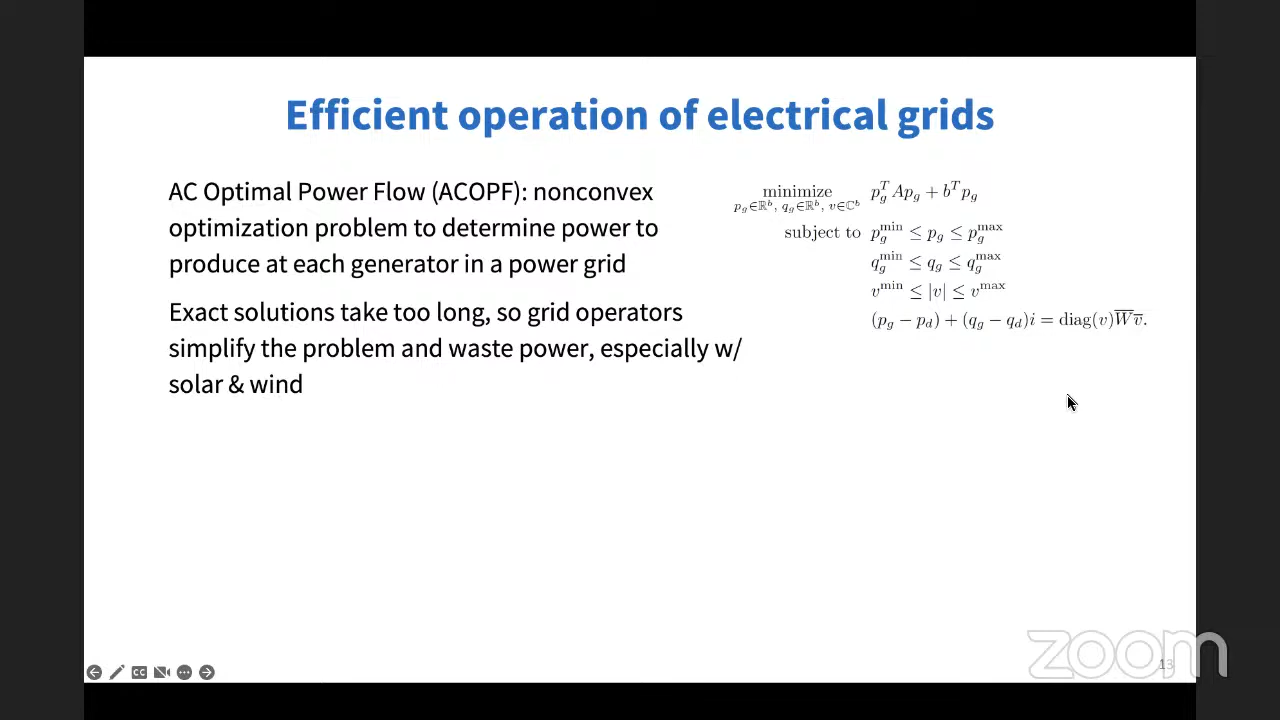 Efficient operation of electrical grids
AC Optimal Power Flow (ACOPF): nonconvex
optimization problem to determine power to
produce at each generator in a power grid
Exact solutions take too long, so grid operators
simplify the problem and waste power, especially w/
solar & wind
minimize p_g^T A p_g + b^T p_g
p_g∈ℝ^b, q_g∈ℝ^b, v∈ℂ^b
subject to p_g^min ≤ p_g ≤ p_g^max
q_g^min ≤ q_g ≤ q_g^max
v^min ≤ |v| ≤ v^max
(p_g − p_d) + (q_g − q_d)i = diag(v)W̅v̅.
CC
zoom
13